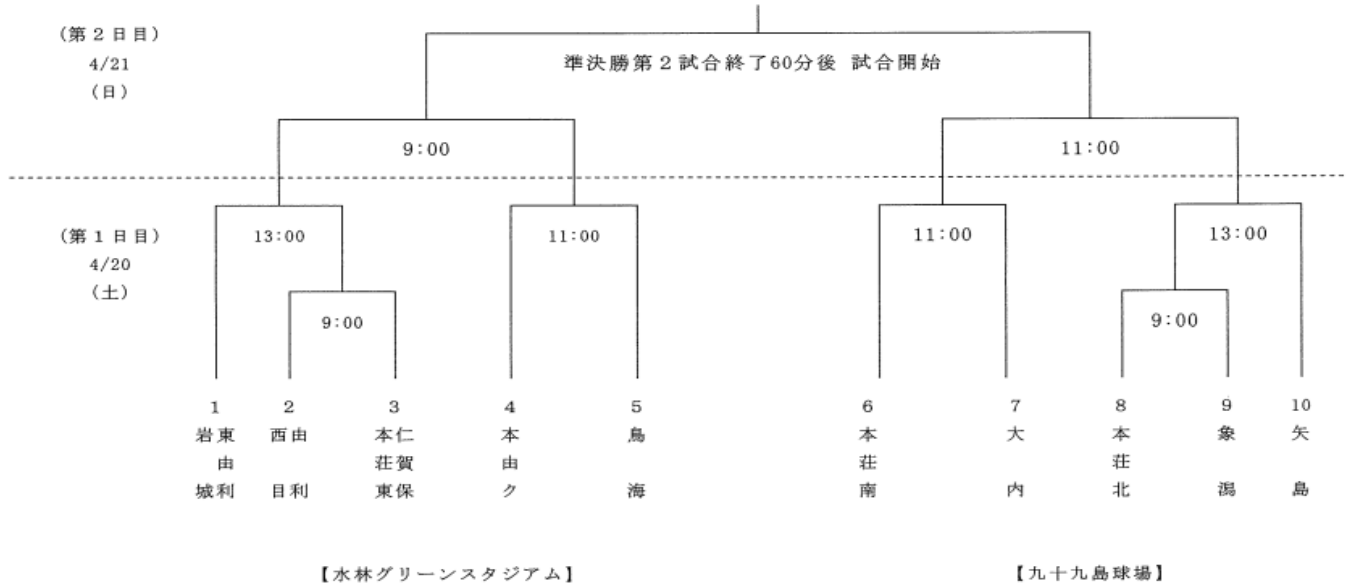 (第2日目)
4/21
(日)
準決勝第2試合終了60分後 試合開始
9:00
11:00
(第1日目)
4/20
(土)
13:00
11:00
11:00
13:00
9:00
9:00
1
岩城
東由利
2
西目
由利
3
本荘東
仁賀保
4
本由ク
5
鳥海
6
本荘南
7
大内
8
本荘北
9
象潟
10
矢島
【水林グリーンスタジアム】
【九十九島球場】